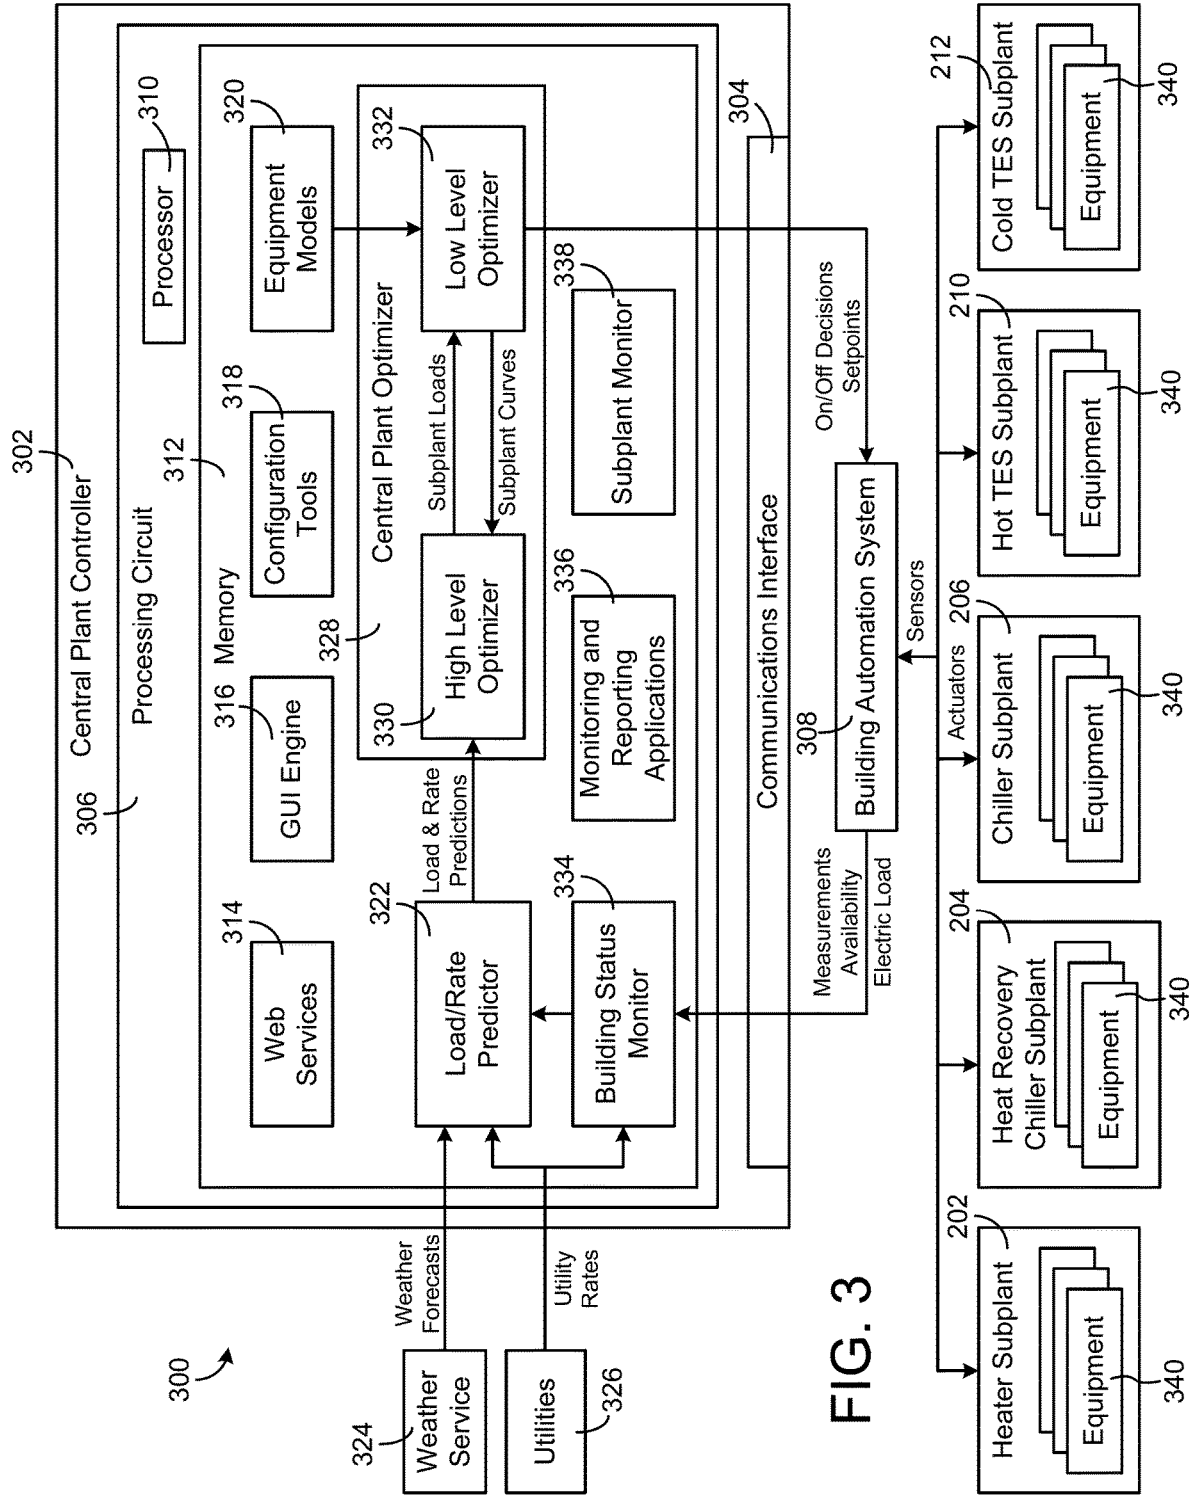 300
302
Central Plant Controller
306
Processing Circuit
Processor
310
312
Memory
314
Web
Services
316
GUI Engine
318
Configuration
Tools
320
Equipment
Models
328
Central Plant Optimizer
324
Weather
Service
Weather
Forecasts
326
Utilities
Utility
Rates
322
Load/Rate
Predictor
Load & Rate
Predictions
330
High Level
Optimizer
Subplant Loads
Subplant Curves
332
Low Level
Optimizer
334
Building Status
Monitor
336
Monitoring and
Reporting
Applications
338
Subplant Monitor
Communications Interface
304
Measurements
Availability
Electric Load
308
Building Automation System
On/Off Decisions
Setpoints
Actuators
Sensors
FIG. 3
202
Heater Subplant
Equipment
340
204
Heat Recovery
Chiller Subplant
Equipment
340
206
Chiller Subplant
Equipment
340
210
Hot TES Subplant
Equipment
340
212
Cold TES Subplant
Equipment
340